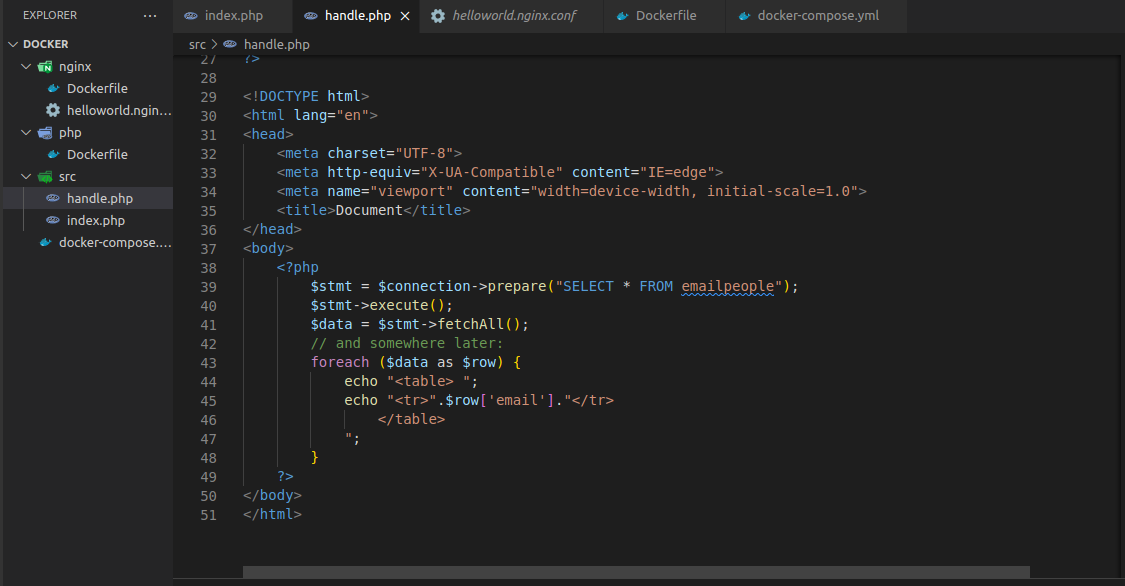 EXPLORER ...
index.php handle.php helloworld.nginx.conf Dockerfile docker-compose.yml
DOCKER
nginx
Dockerfile
helloworld.ngin...
php
Dockerfile
src
handle.php
index.php
docker-compose....
src > handle.php
27 ?>
28
29 <!DOCTYPE html>
30 <html lang="en">
31 <head>
32 <meta charset="UTF-8">
33 <meta http-equiv="X-UA-Compatible" content="IE=edge">
34 <meta name="viewport" content="width=device-width, initial-scale=1.0">
35 <title>Document</title>
36 </head>
37 <body>
38 <?php
39 $stmt = $connection->prepare("SELECT * FROM emailpeople");
40 $stmt->execute();
41 $data = $stmt->fetchAll();
42 // and somewhere later:
43 foreach ($data as $row) {
44 echo "<table> ";
45 echo "<tr>".$row['email']."</tr>
46 </table>
47 ";
48 }
49 ?>
50 </body>
51 </html>